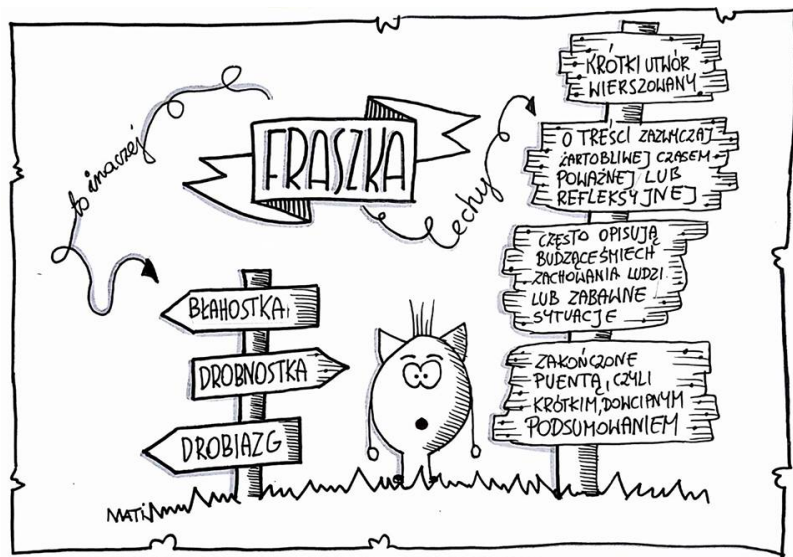 FRASZKA
to inaczej
BŁAHOSTKA,
DROBNOSTKA
DROBIAZG
cechy
KRÓTKI UTWÓR
WIERSZOWANY
O TREŚCI ZAZWYCZAJ
ŻARTOBLIWEJ CZASEM
POWAŻNEJ LUB
REFLEKSYJNEJ
CZĘSTO OPISUJĄ
BUDZĄCE ŚMIECH
ZACHOWANIA LUDZI
LUB ZABAWNE
SYTUACJE
ZAKOŃCZONE
PUENTĄ, CZYLI
KRÓTKIM, DOWCIPNYM
PODSUMOWANIEM
MATI